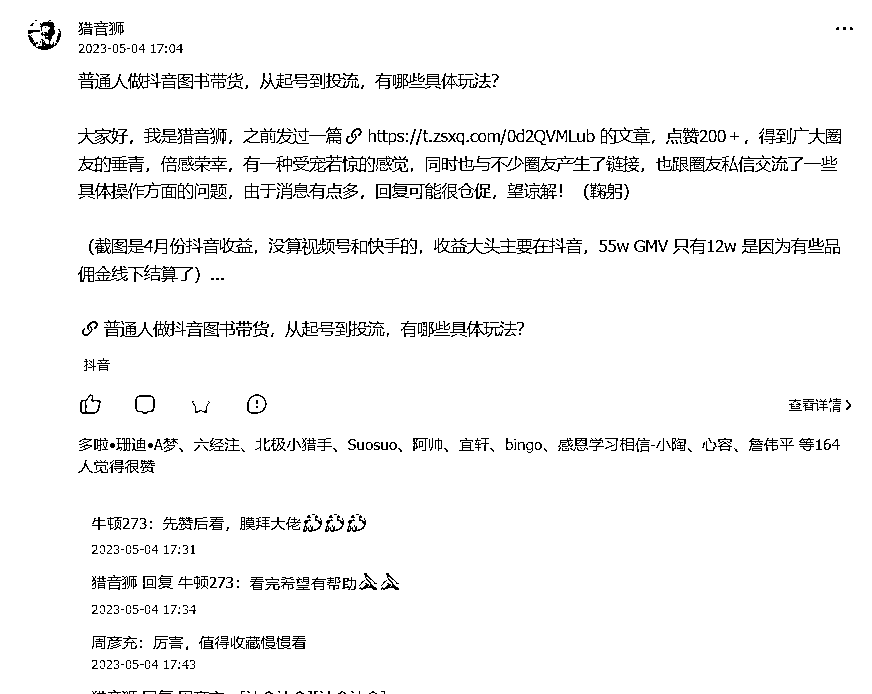 猎音狮
2023-05-04 17:04
普通人做抖音图书带货，从起号到投流，有哪些具体玩法？
大家好，我是猎音狮，之前发过一篇 https://t.zsxq.com/0d2QVMLub 的文章，点赞200+，得到广大圈
友的垂青，倍感荣幸，有一种受宠若惊的感觉，同时也与不少圈友产生了链接，也跟圈友私信交流了一些
具体操作方面的问题，由于消息有点多，回复可能很仓促，望谅解！（鞠躬）
（截图是4月份抖音收益，没算视频号和快手的，收益大头主要在抖音，55w GMV 只有12w 是因为有些品
佣金线下结算了）...
普通人做抖音图书带货，从起号到投流，有哪些具体玩法？
抖音
查看详情
多啦•珊迪•A梦、六经注、北极小猎手、Suosuo、阿帅、宜轩、bingo、感恩学习相信-小陶、心容、詹伟平 等164
人觉得很赞
牛顿273：先赞后看，膜拜大佬
2023-05-04 17:31
猎音狮 回复 牛顿273：看完希望有帮助
2023-05-04 17:34
周彦充：厉害，值得收藏慢慢看
2023-05-04 17:43